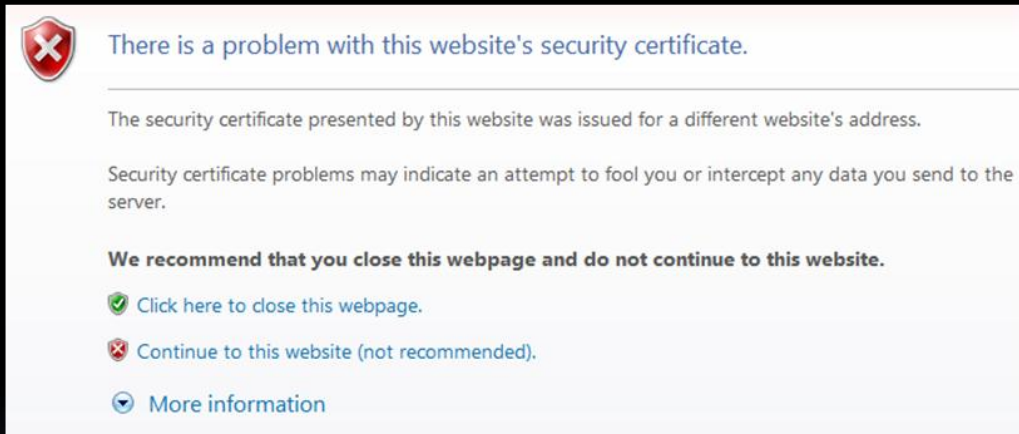 There is a problem with this website's security certificate.
The security certificate presented by this website was issued for a different website's address.
Security certificate problems may indicate an attempt to fool you or intercept any data you send to the
server.
We recommend that you close this webpage and do not continue to this website.
Click here to close this webpage.
Continue to this website (not recommended).
More information